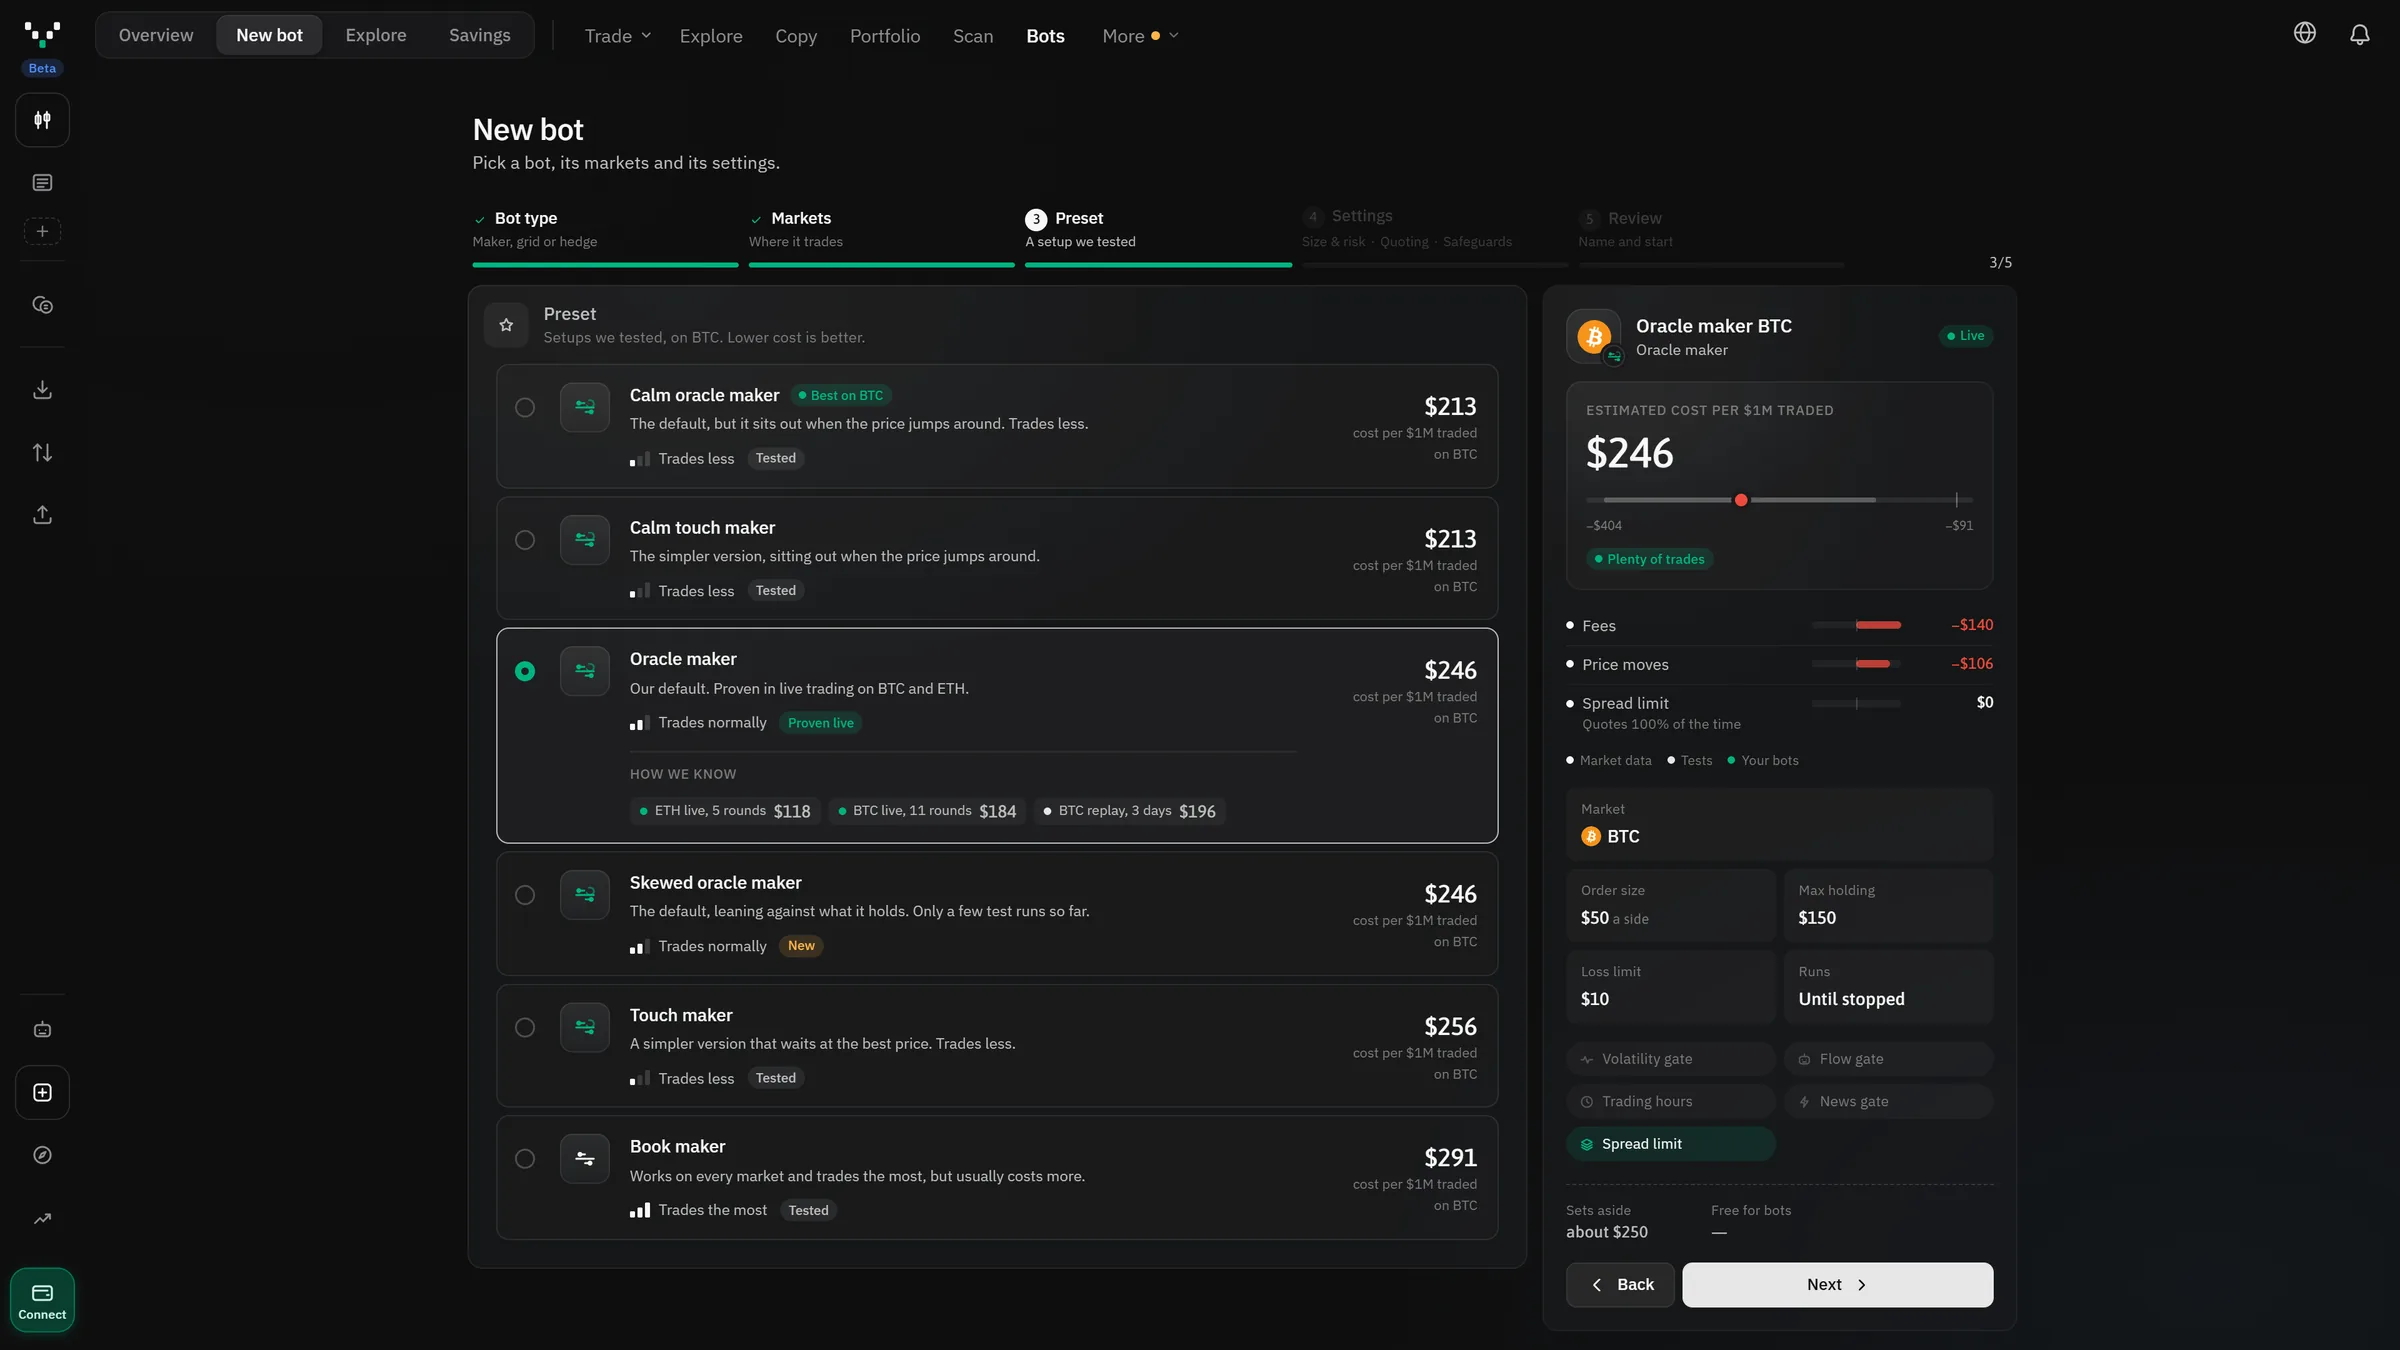 Overview New bot Explore Savings Trade Explore Copy Portfolio Scan Bots More
Beta
New bot
Pick a bot, its markets and its settings.
Bot type
Maker, grid or hedge
Markets
Where it trades
3 Preset
A setup we tested
4 Settings
Size & risk · Quoting · Safeguards
5 Review
Name and start
3/5
Preset
Setups we tested, on BTC. Lower cost is better.
Calm oracle maker Best on BTC
The default, but it sits out when the price jumps around. Trades less.
Trades less Tested
$213
cost per $1M traded
on BTC
Calm touch maker
The simpler version, sitting out when the price jumps around.
Trades less Tested
$213
cost per $1M traded
on BTC
Oracle maker
Our default. Proven in live trading on BTC and ETH.
Trades normally Proven live
$246
cost per $1M traded
on BTC
HOW WE KNOW
ETH live, 5 rounds $118 BTC live, 11 rounds $184 BTC replay, 3 days $196
Skewed oracle maker
The default, leaning against what it holds. Only a few test runs so far.
Trades normally New
$246
cost per $1M traded
on BTC
Touch maker
A simpler version that waits at the best price. Trades less.
Trades less Tested
$256
cost per $1M traded
on BTC
Book maker
Works on every market and trades the most, but usually costs more.
Trades the most Tested
$291
cost per $1M traded
on BTC
Oracle maker BTC
Oracle maker
Live
ESTIMATED COST PER $1M TRADED
$246
−$404 −$91
Plenty of trades
Fees −$140
Price moves −$106
Spread limit $0
Quotes 100% of the time
Market data Tests Your bots
Market
BTC
Order size
$50 a side
Max holding
$150
Loss limit
$10
Runs
Until stopped
Volatility gate Flow gate
Trading hours News gate
Spread limit
Sets aside
about $250
Free for bots
—
Back Next
Connect